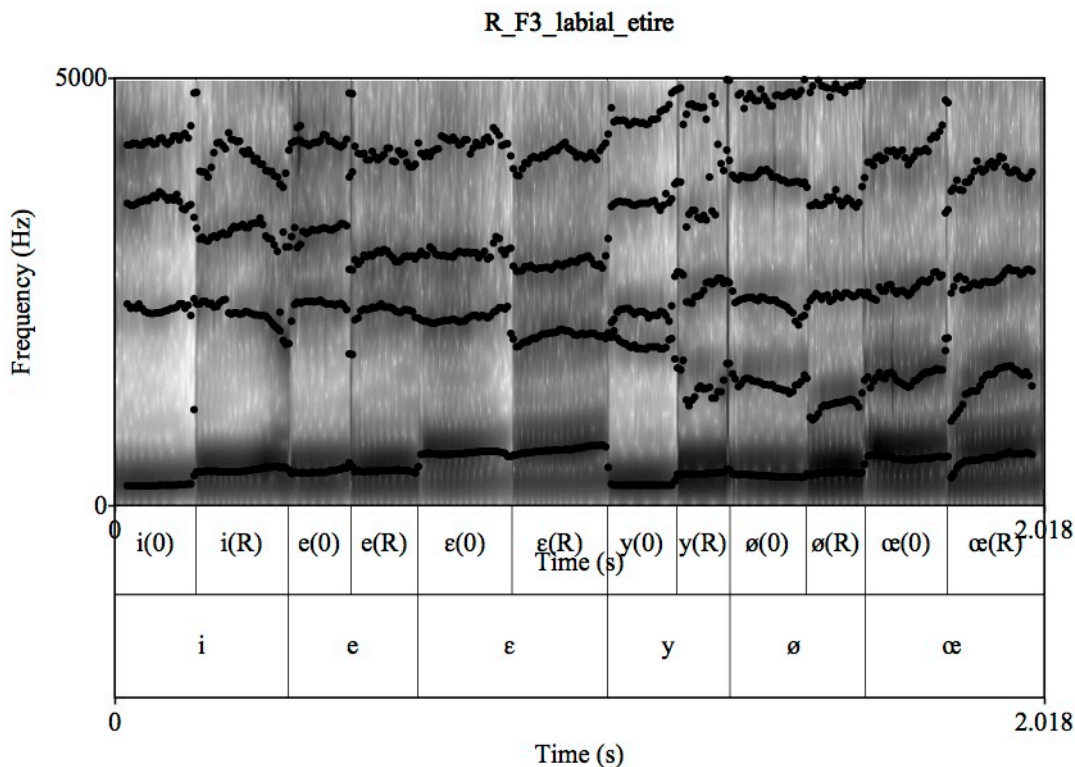 R_F3_labial_etire
5000
Frequency (Hz)
0
0 2.018
i(0) i(R) e(0) e(R) ε(0) ε(R) y(0) y(R) ø(0) ø(R) œ(0) œ(R)
Time (s)
i e ε y ø œ
0 2.018
Time (s)